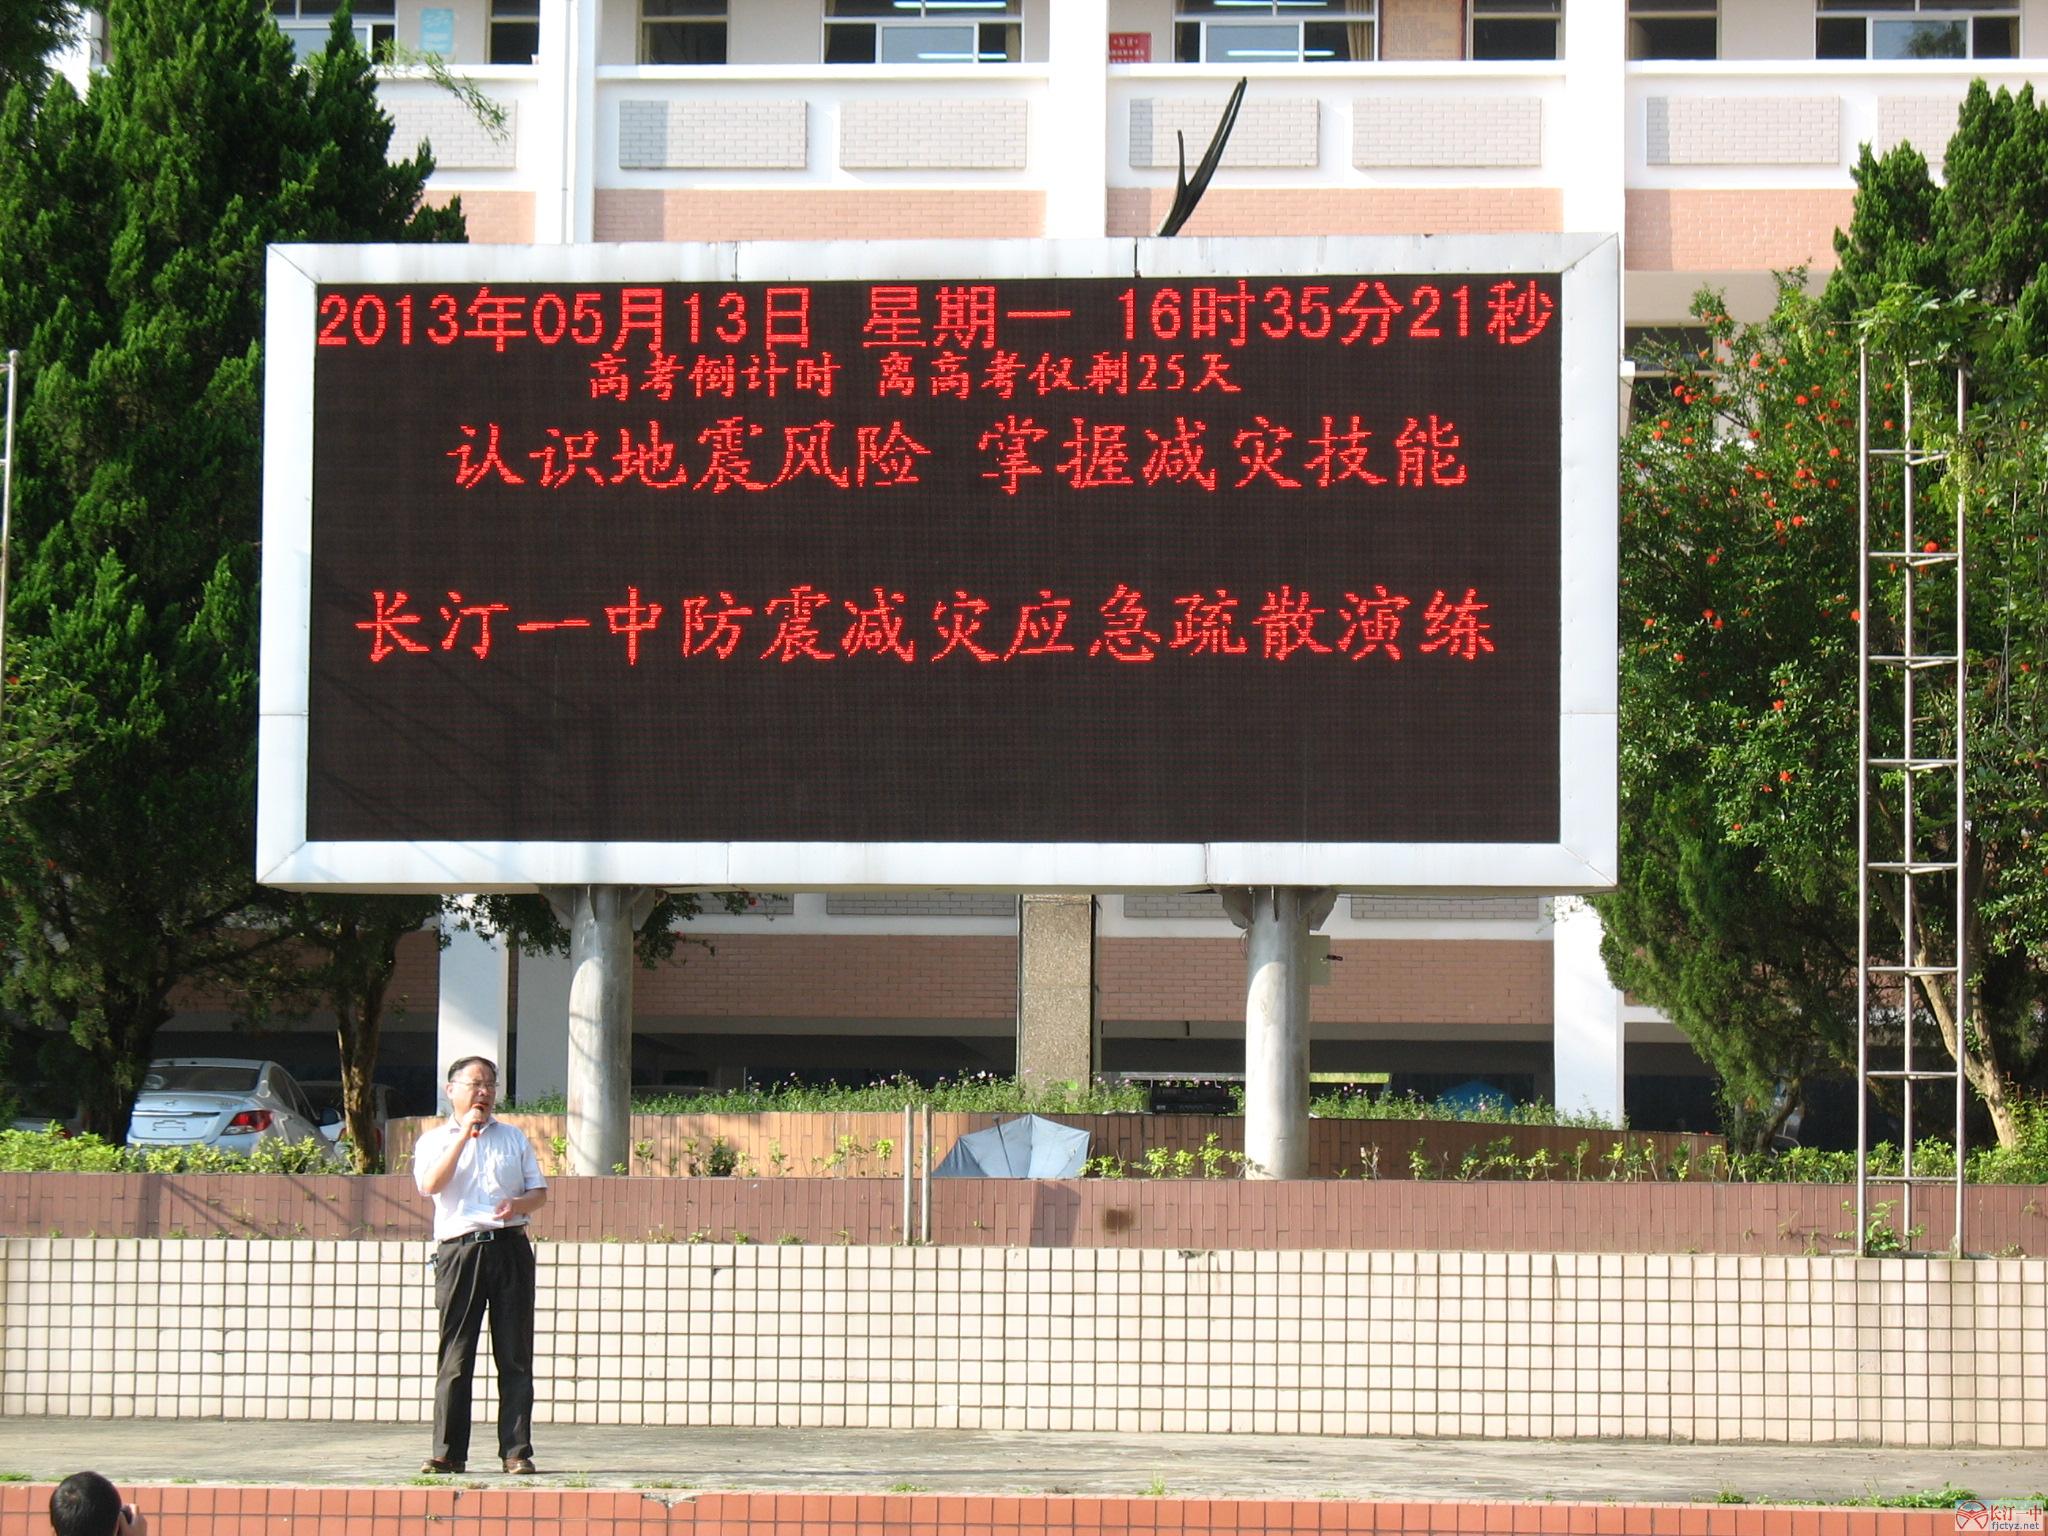 2013年05月13日 星期一 16时35分21秒
高考倒计时 离高考仅剩25天
认识地震风险 掌握减灾技能
长汀一中防震减灾应急疏散演练
长汀一中
fjctyz.net